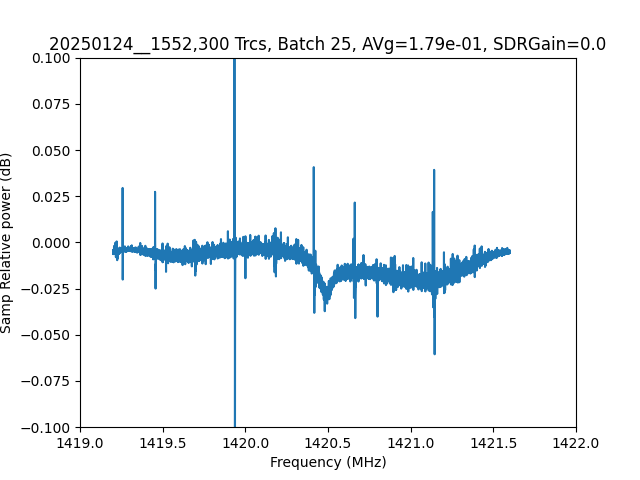 20250124__1552,300 Trcs, Batch 25, AVg=1.79e-01, SDRGain=0.0
Samp Relative power (dB)
0.100
0.075
0.050
0.025
0.000
−0.025
−0.050
−0.075
−0.100
1419.0 1419.5 1420.0 1420.5 1421.0 1421.5 1422.0
Frequency (MHz)